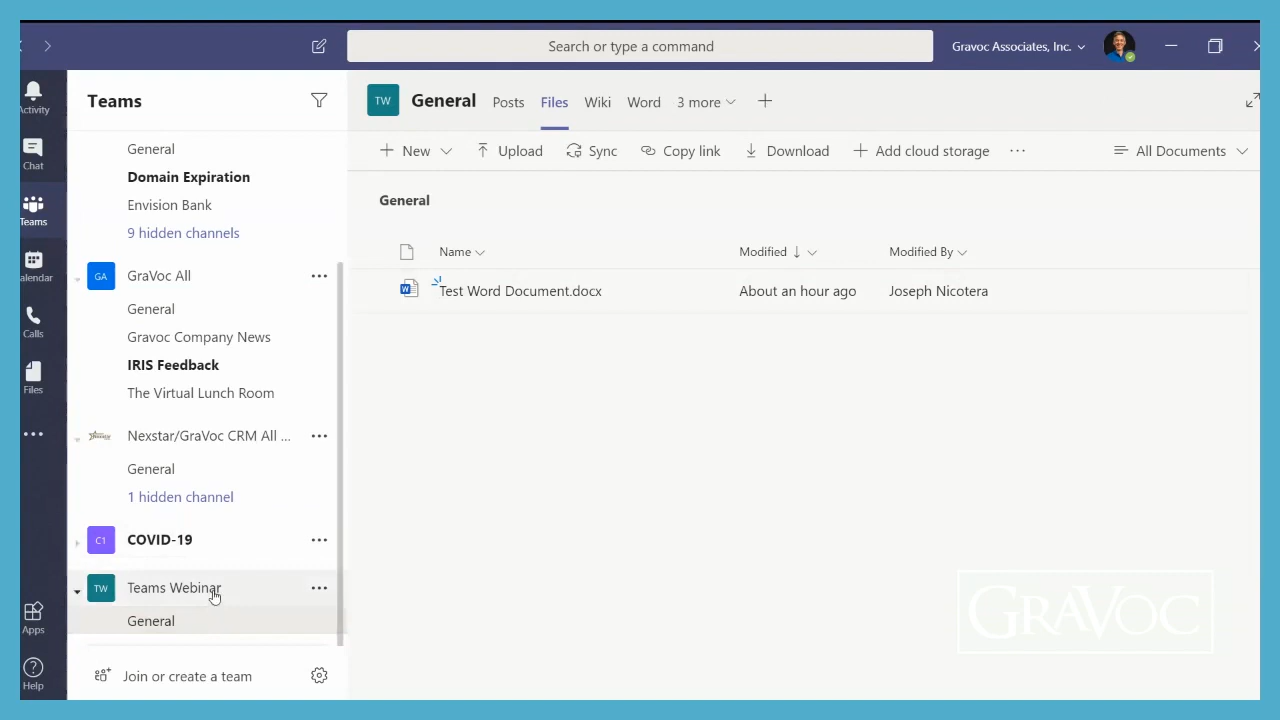 Search or type a command
Gravoc Associates, Inc.
Activity
Chat
Teams
alendar
Calls
Files
Apps
Help
Teams
General
Domain Expiration
Envision Bank
9 hidden channels
GA
GraVoc All
General
Gravoc Company News
IRIS Feedback
The Virtual Lunch Room
Nexstar/GraVoc CRM All ...
General
1 hidden channel
C1
COVID-19
TW
Teams Webinar
General
Join or create a team
TW
General
Posts
Files
Wiki
Word
3 more
New
Upload
Sync
Copy link
Download
Add cloud storage
All Documents
General
Name
Modified
Modified By
Test Word Document.docx
About an hour ago
Joseph Nicotera
GRAVOC